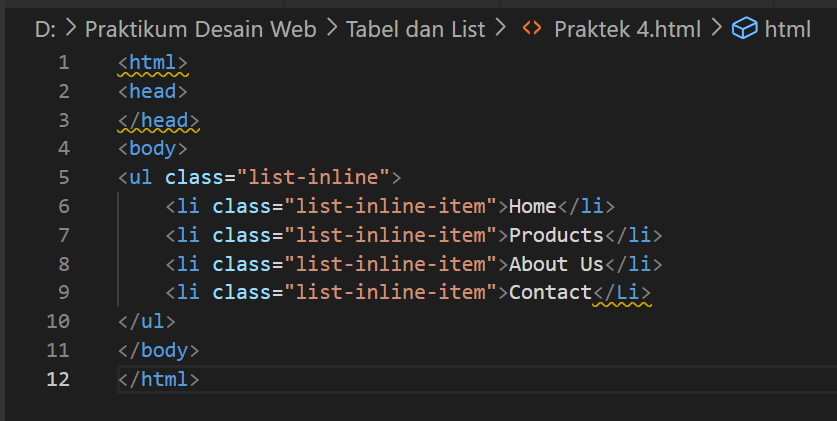 D: > Praktikum Desain Web > Tabel dan List > <> Praktek 4.html > html
1 <html>
2 <head>
3 </head>
4 <body>
5 <ul class="list-inline">
6     <li class="list-inline-item">Home</li>
7     <li class="list-inline-item">Products</li>
8     <li class="list-inline-item">About Us</li>
9     <li class="list-inline-item">Contact</Li>
10 </ul>
11 </body>
12 </html>